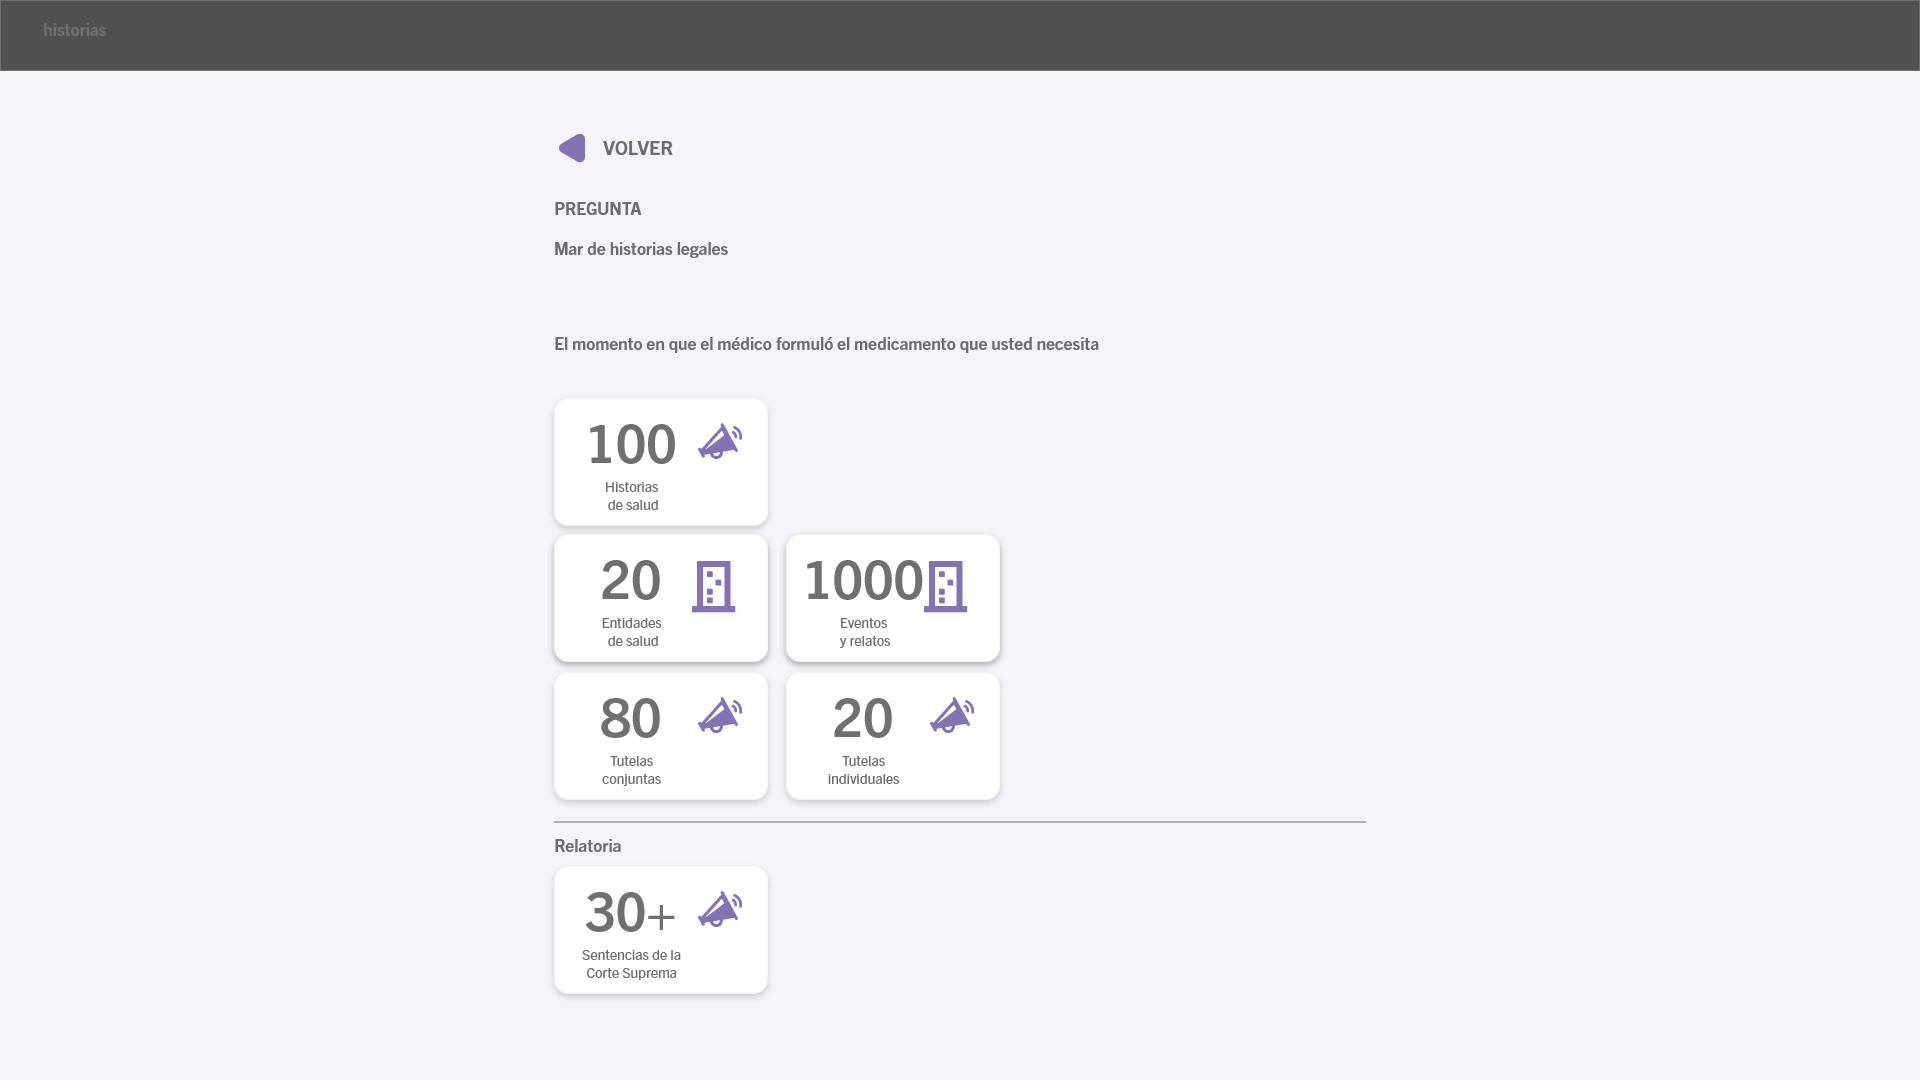 historias
VOLVER
PREGUNTA
Mar de historias legales
El momento en que el médico formuló el medicamento que usted necesita
100
Historias
de salud
20
Entidades
de salud
1000
Eventos
y relatos
80
Tutelas
conjuntas
20
Tutelas
individuales
Relatoria
30+
Sentencias de la
Corte Suprema